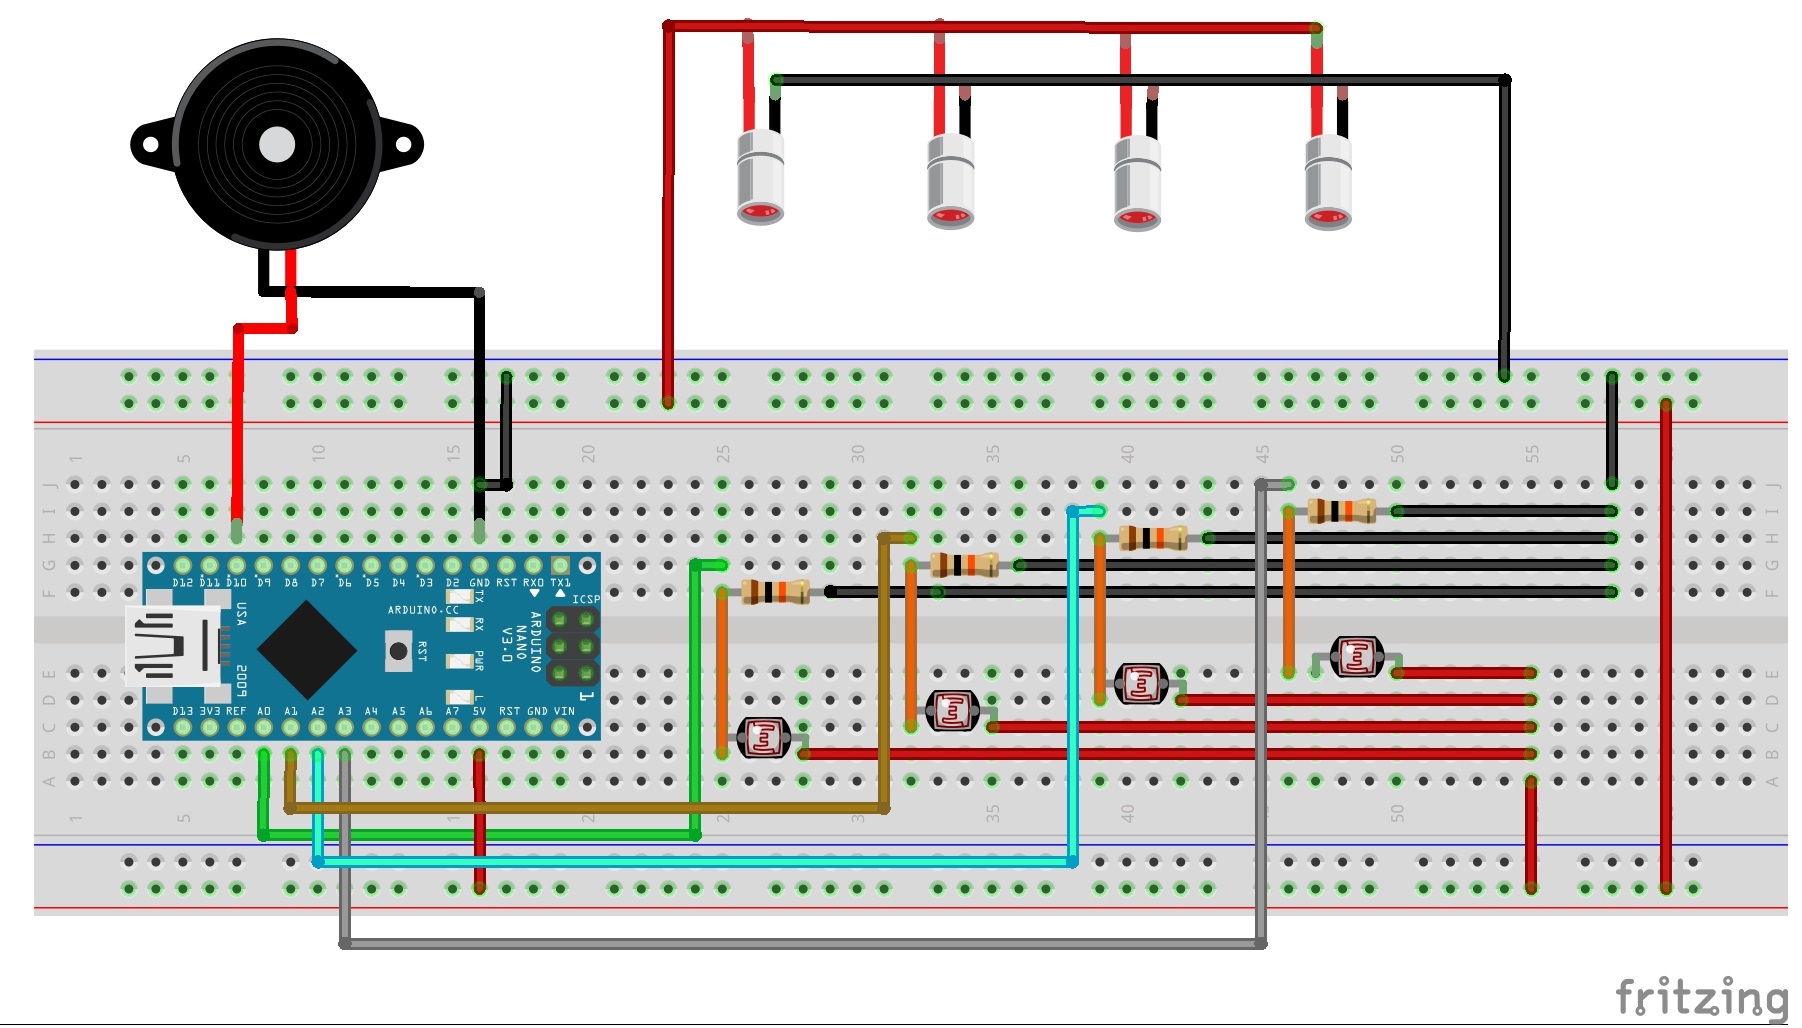 1 5 10 15 20 25 30 35 40 45 50 55
J J
I I
H H
G G
F F
D12 D11 D10 D9 D8 D7 D6 D5 D4 D3 D2 GND RST RX0 TX1
USA
ARDUINO.CC
TX
RX
PWR
L
RST
ICSP
ARDUINO
NANO
V3.0
1
2009
D13 3V3 REF A0 A1 A2 A3 A4 A5 A6 A7 5V RST GND VIN
E E
D D
C C
B B
A A
1 5 1 20 25 30 35 40 50 55
fritzing